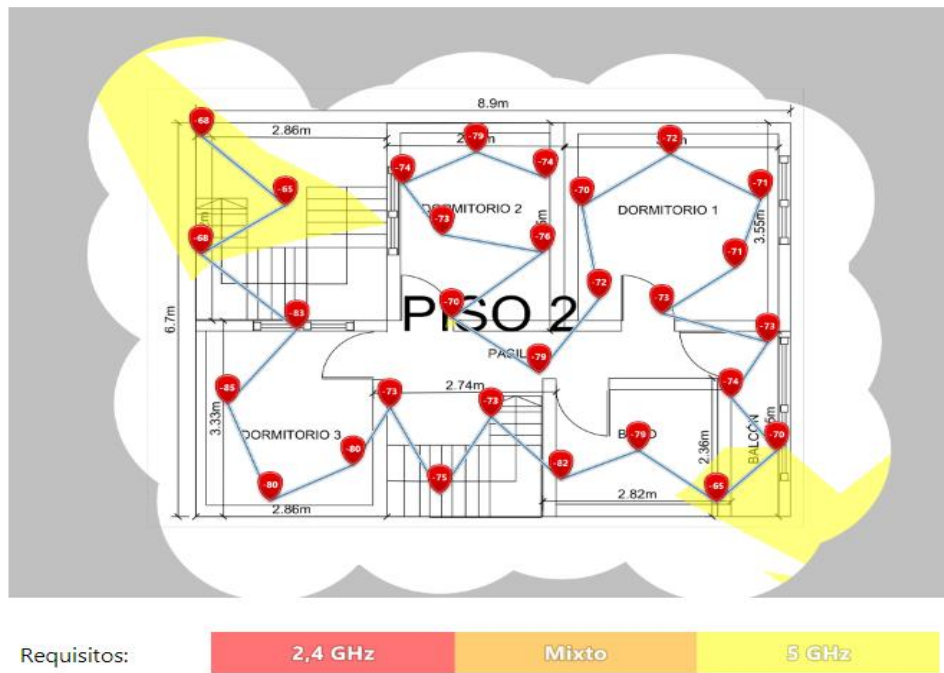 8.9m
-68
2.86m
-79
-72
-74
-74
-65
-70
-71
DORMITORIO 2
DORMITORIO 1
-73
3.55m
-68
-76
-71
-83
-70
-72
-73
PISO 2
6.7m
-73
PASIL
-79
-85
-73
2.74m
-73
-74
3.33m
DORMITORIO 3
-80
-79
-70
BALCÓN
2.36m
-82
-80
-75
-65
2.82m
2.86m
Requisitos:
2,4 GHz
Mixto
5 GHz